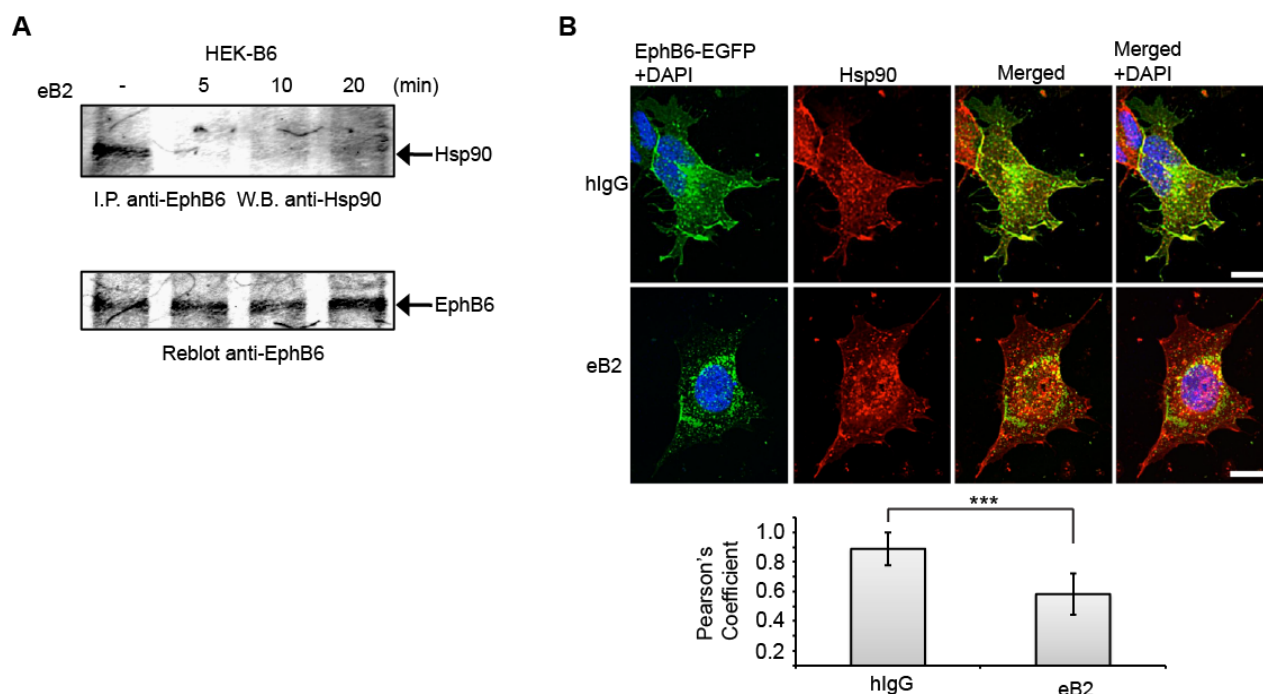 A
HEK-B6
eB2 - 5 10 20 (min)
Hsp90
I.P. anti-EphB6 W.B. anti-Hsp90
EphB6
Reblot anti-EphB6
B
EphB6-EGFP
+DAPI
Hsp90
Merged
Merged
+DAPI
hIgG
eB2
***
Pearson's
Coefficient
1.0
0.8
0.6
0.4
0.2
hIgG
eB2